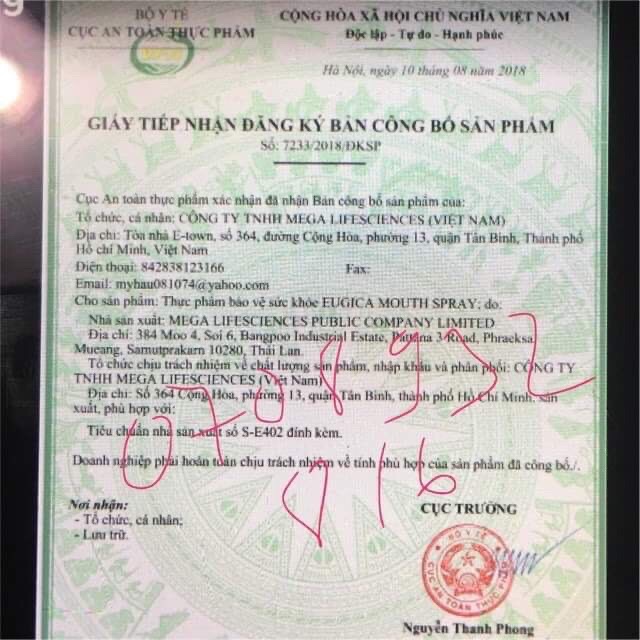 BỘ Y TẾ
CỤC AN TOÀN THỰC PHẨM
CỘNG HÒA XÃ HỘI CHỦ NGHĨA VIỆT NAM
Độc lập - Tự do - Hạnh phúc
Hà Nội, ngày 10 tháng 08 năm 2018
GIẤY TIẾP NHẬN ĐĂNG KÝ BẢN CÔNG BỐ SẢN PHẨM
Số: 7233/2018/ĐKSP
Cục An toàn thực phẩm xác nhận đã nhận Bản công bố sản phẩm của:
Tổ chức, cá nhân: CÔNG TY TNHH MEGA LIFESCIENCES (VIỆT NAM)
Địa chỉ: Tòa nhà E-town, số 364, đường Cộng Hòa, phường 13, quận Tân Bình, Thành phố
Hồ chí Minh, Việt Nam
Điện thoại: 842838123166 Fax:
Email: myhau081074@yahoo.com
Cho sản phẩm: Thực phẩm bảo vệ sức khỏe EUGICA MOUTH SPRAY; do:
Nhà sản xuất: MEGA LIFESCIENCES PUBLIC COMPANY LIMITED
Địa chỉ: 384 Moo 4, Soi 6, Bangpoo Industrial Estate, Pattana 3 Road, Phraeksa
Mueang, Samutprakarn 10280, Thái Lan.
Tổ chức chịu trách nhiệm về chất lượng sản phẩm, nhập khẩu và phân phối: CÔNG TY
TNHH MEGA LIFESCIENCES (Việt Nam)
Địa chỉ: Số 364 Cộng Hòa, phường 13, quận Tân Bình, thành phố Hồ Chí Minh, sản
xuất, phù hợp với:
Tiêu chuẩn nhà sản xuất số S-E402 đính kèm.
Doanh nghiệp phải hoàn toàn chịu trách nhiệm về tính phù hợp của sản phẩm đã công bố./.
Nơi nhận:
- Tổ chức, cá nhân;
- Lưu trữ.
CỤC TRƯỞNG
BỘ Y TẾ
CỤC AN TOÀN THỰC PHẨM
Nguyễn Thanh Phong